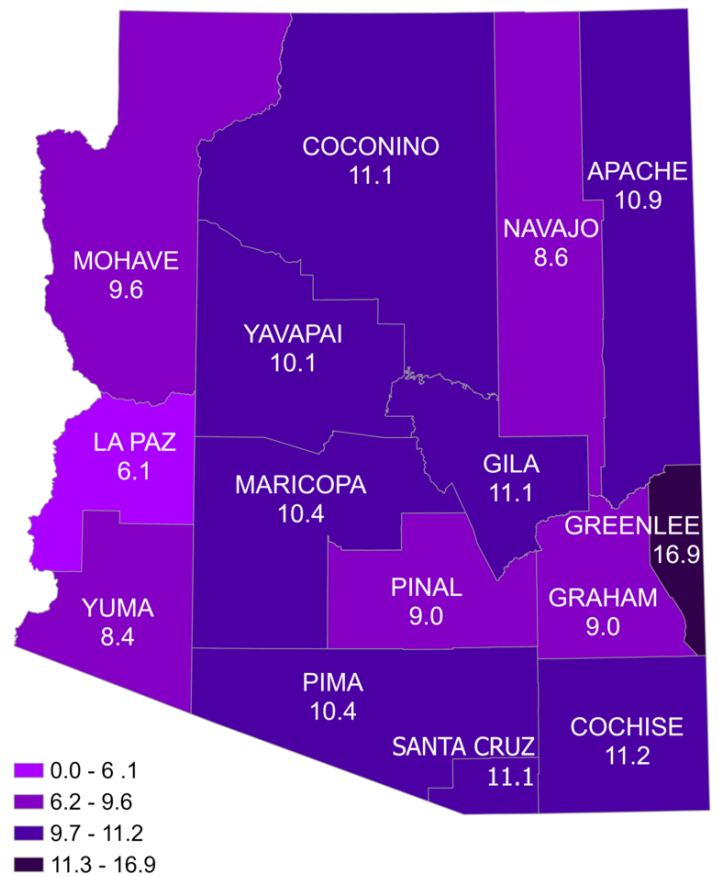 COCONINO
11.1
APACHE
10.9
NAVAJO
8.6
MOHAVE
9.6
YAVAPAI
10.1
LA PAZ
6.1
GILA
11.1
MARICOPA
10.4
GREENLEE
16.9
PINAL
9.0
GRAHAM
9.0
YUMA
8.4
PIMA
10.4
COCHISE
11.2
SANTA CRUZ
11.1
0.0 - 6 .1
6.2 - 9.6
9.7 - 11.2
11.3 - 16.9